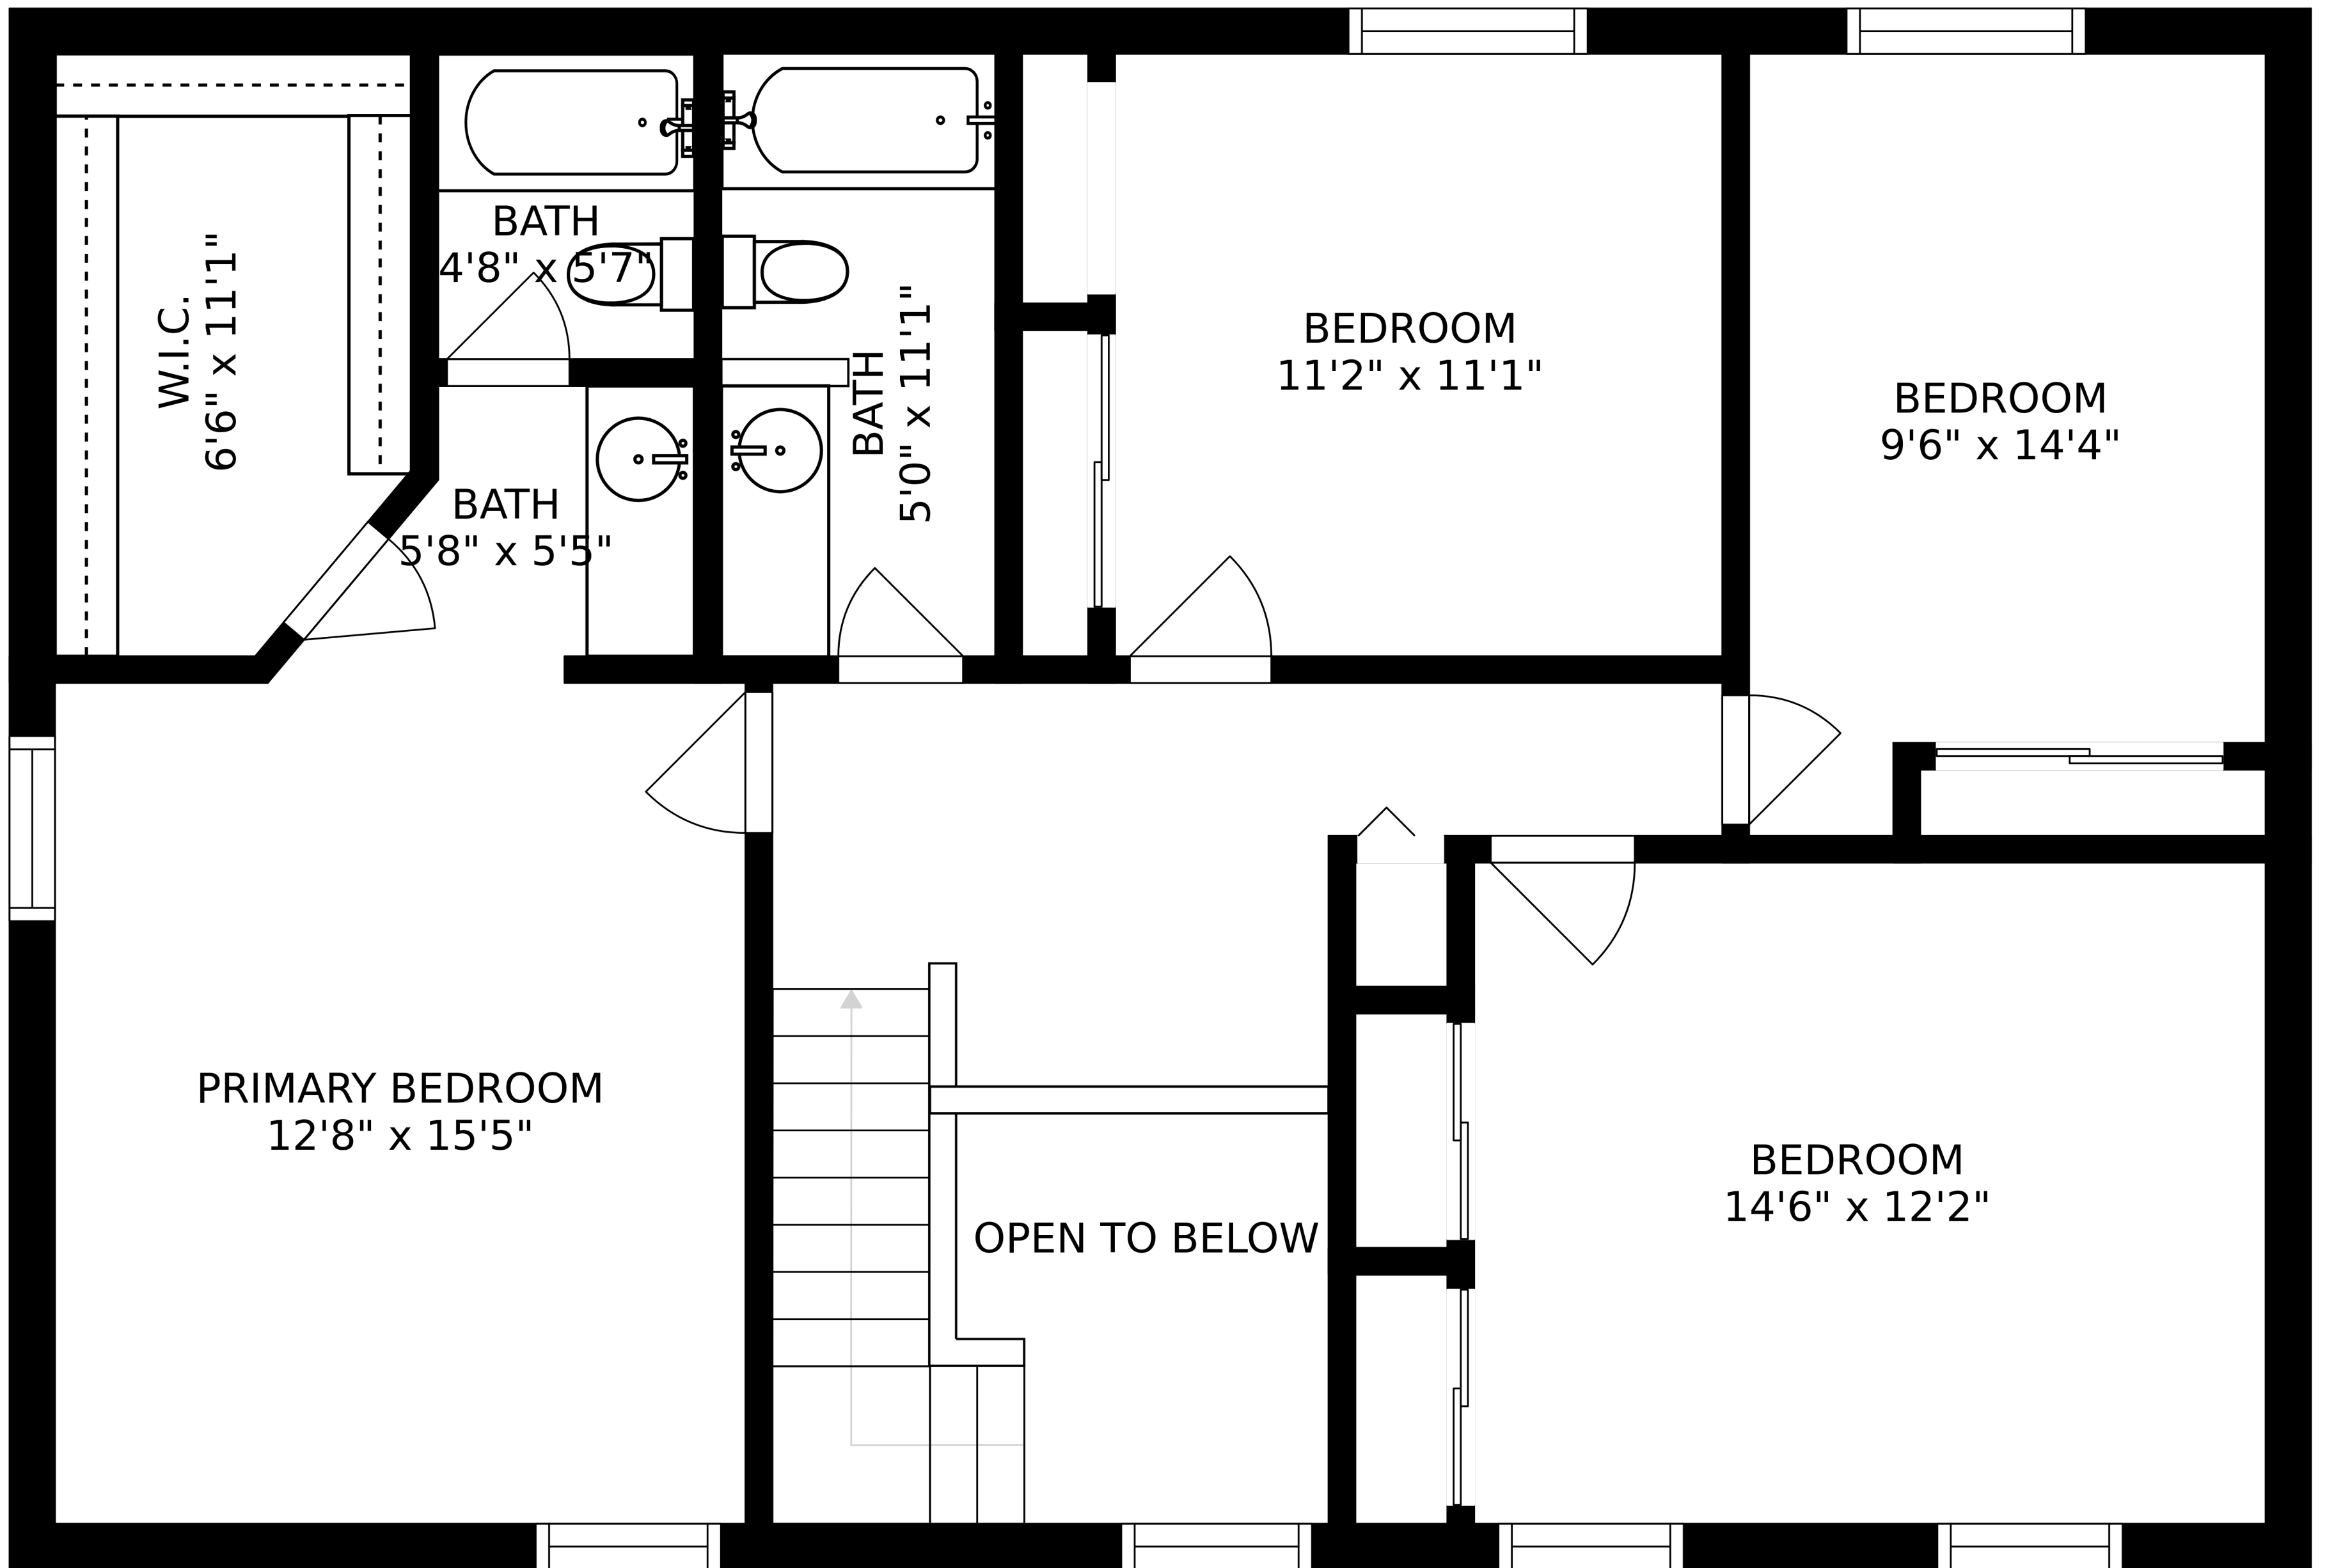 BATH
4'8" x 5'7"
W.I.C.
6'6" x 11'1"
BATH
5'0" x 11'1"
BEDROOM
11'2" x 11'1"
BEDROOM
9'6" x 14'4"
BATH
5'8" x 5'5"
PRIMARY BEDROOM
12'8" x 15'5"
BEDROOM
14'6" x 12'2"
OPEN TO BELOW